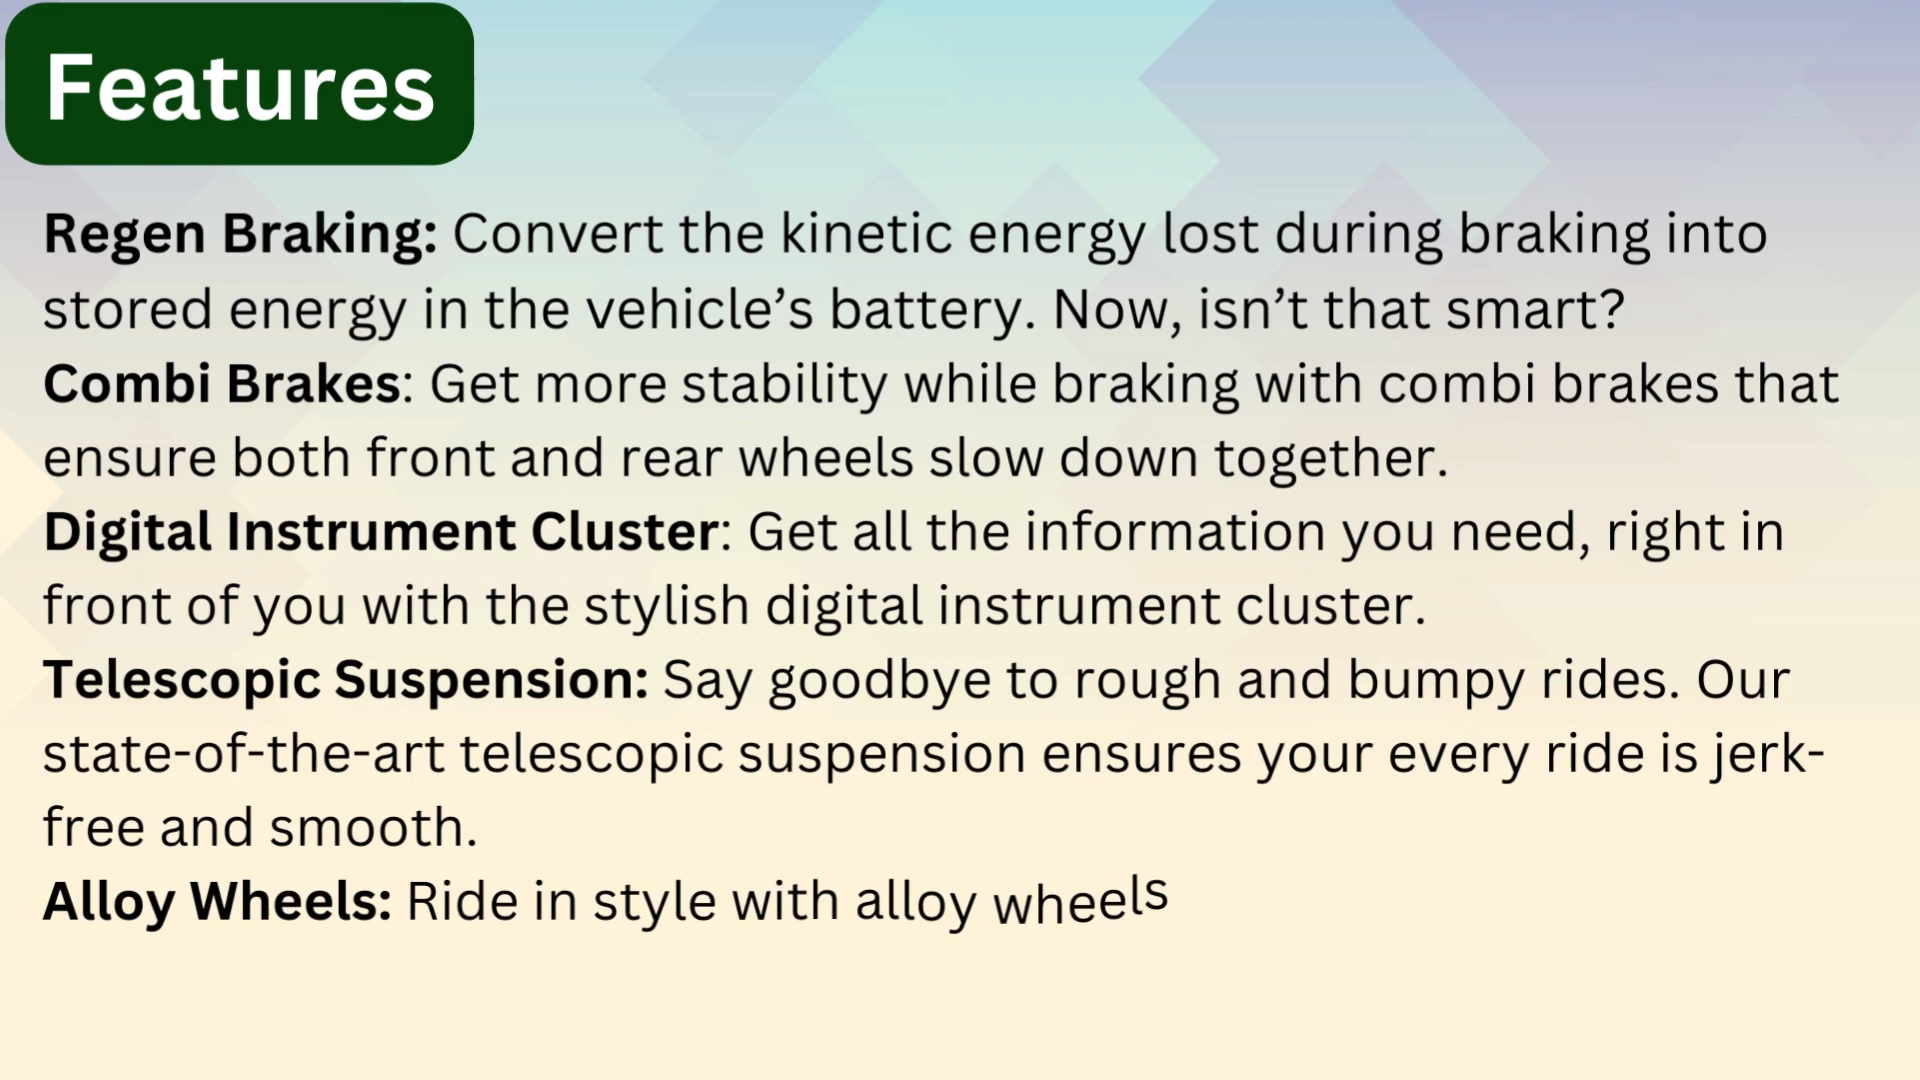 Features
Regen Braking: Convert the kinetic energy lost during braking into
stored energy in the vehicle’s battery. Now, isn’t that smart?
Combi Brakes: Get more stability while braking with combi brakes that
ensure both front and rear wheels slow down together.
Digital Instrument Cluster: Get all the information you need, right in
front of you with the stylish digital instrument cluster.
Telescopic Suspension: Say goodbye to rough and bumpy rides. Our
state-of-the-art telescopic suspension ensures your every ride is jerk-
free and smooth.
Alloy Wheels: Ride in style with alloy wheels